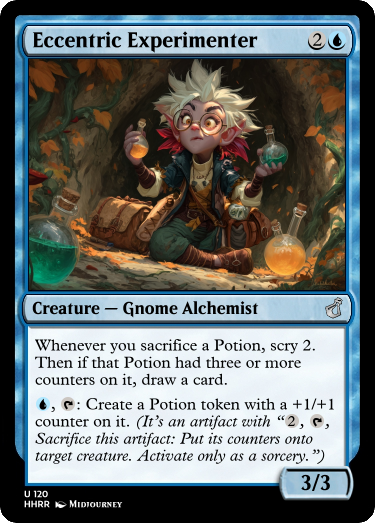 Eccentric Experimenter 2
Creature — Gnome Alchemist
Whenever you sacrifice a Potion, scry 2.
Then if that Potion had three or more
counters on it, draw a card.
, : Create a Potion token with a +1/+1
counter on it. (It's an artifact with “2, ,
Sacrifice this artifact: Put its counters onto
target creature. Activate only as a sorcery.”)
3/3
U 120
HHRR Midjourney